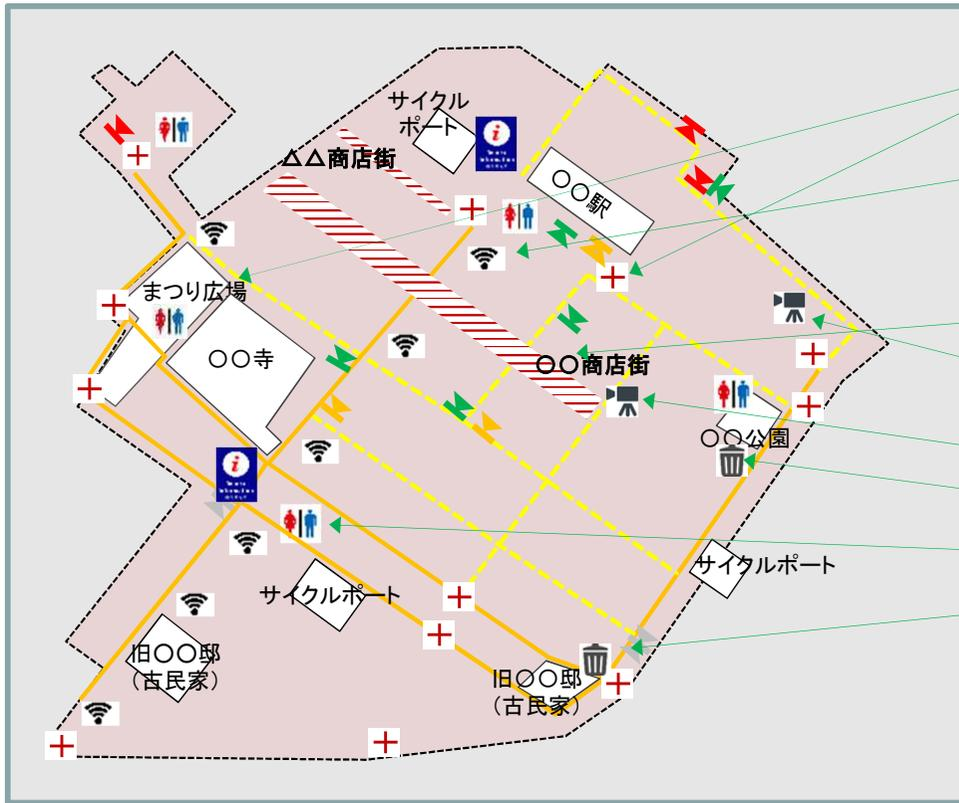 サイクル
ポート
△△商店街
〇〇駅
まつり広場
〇〇寺
〇〇商店街
〇〇公園
サイクルポート
サイクルポート
旧〇〇邸
（古民家）
旧〇〇邸
（古民家）